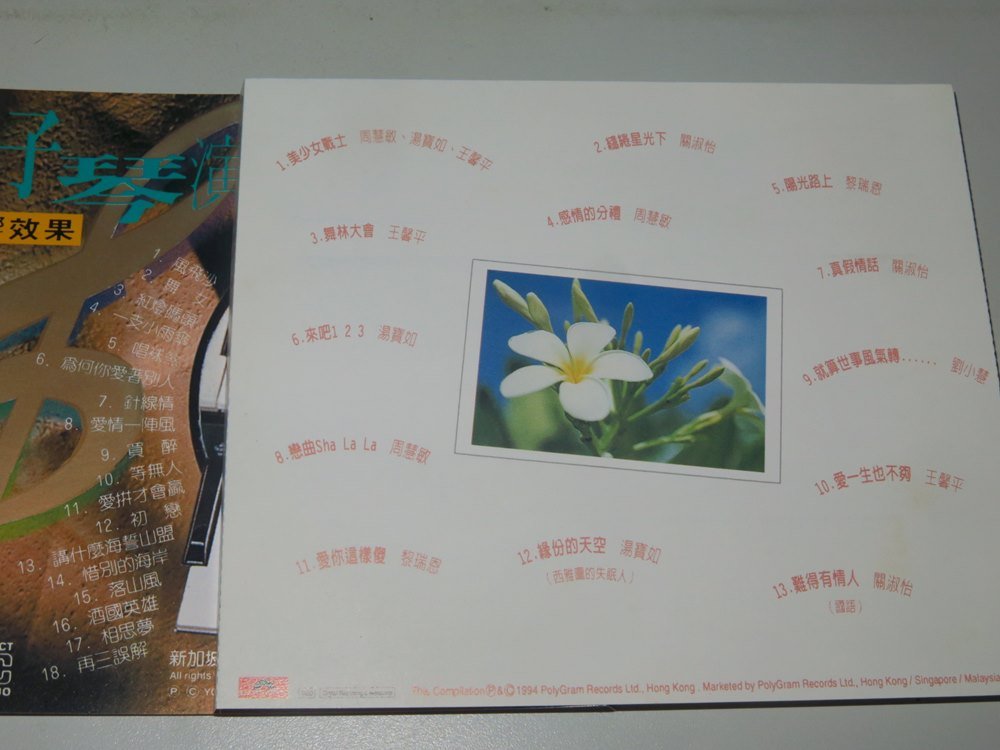 子琴演
效果
1. 風飛沙
2. 舞 女
3. 紅燈碼頭
4. 一支小雨傘
5. 唱袂
6. 為何你愛著別人
7. 針線情
8. 愛情一陣風
9. 買 醉
10. 等無人
11. 愛拼才會贏
12. 初 戀
13. 講什麼海誓山盟
14. 惜別的海岸
15. 落山風
16. 酒國英雄
17. 相思夢
18. 再三誤解
新加坡
All rights
1.美少女戰士 周慧敏、湯寶如、王馨平
2.繾綣星光下 關淑怡
3.舞林大會 王馨平
4.感情的分禮 周慧敏
5.陽光路上 黎瑞恩
6.來吧1 2 3 湯寶如
7.真假情話 關淑怡
8.戀曲Sha La La 周慧敏
9.就算世事風氣轉...... 劉小慧
10.愛一生也不夠 王馨平
11.愛你這樣傻 黎瑞恩
12.緣份的天空 湯寶如
(西雅圖的失眠人)
13.難得有情人 關淑怡
(國語)
This Compilation Ⓟ&©1994 PolyGram Records Ltd., Hong Kong. Marketed by PolyGram Records Ltd., Hong Kong / Singapore / Malaysia